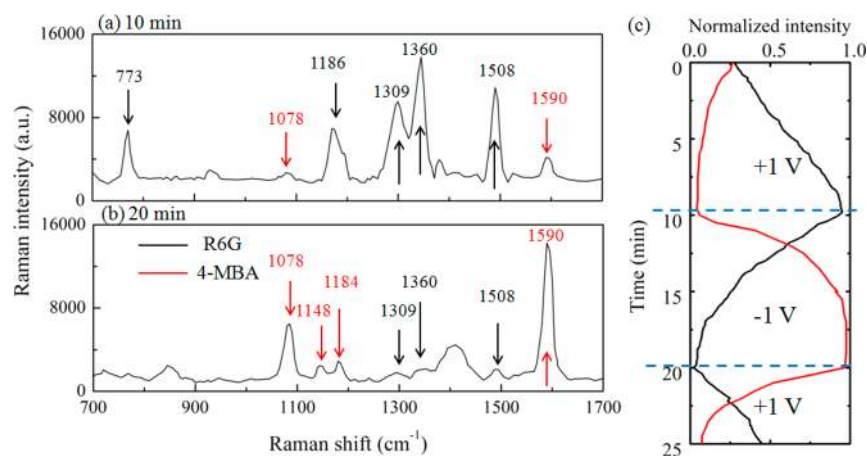 (a) 10 min
16000
8000
0
773
1078
1186
1309
1360
1508
1590
(b) 20 min
16000
8000
0
R6G
4-MBA
1078
1148
1184
1309
1360
1508
1590
700 900 1100 1300 1500 1700
Raman shift (cm⁻¹)
Raman intensity (a.u.)
(c) Normalized intensity
0.0 0.5 1.0
0
5
10
15
20
25
Time (min)
+1 V
-1 V
+1 V